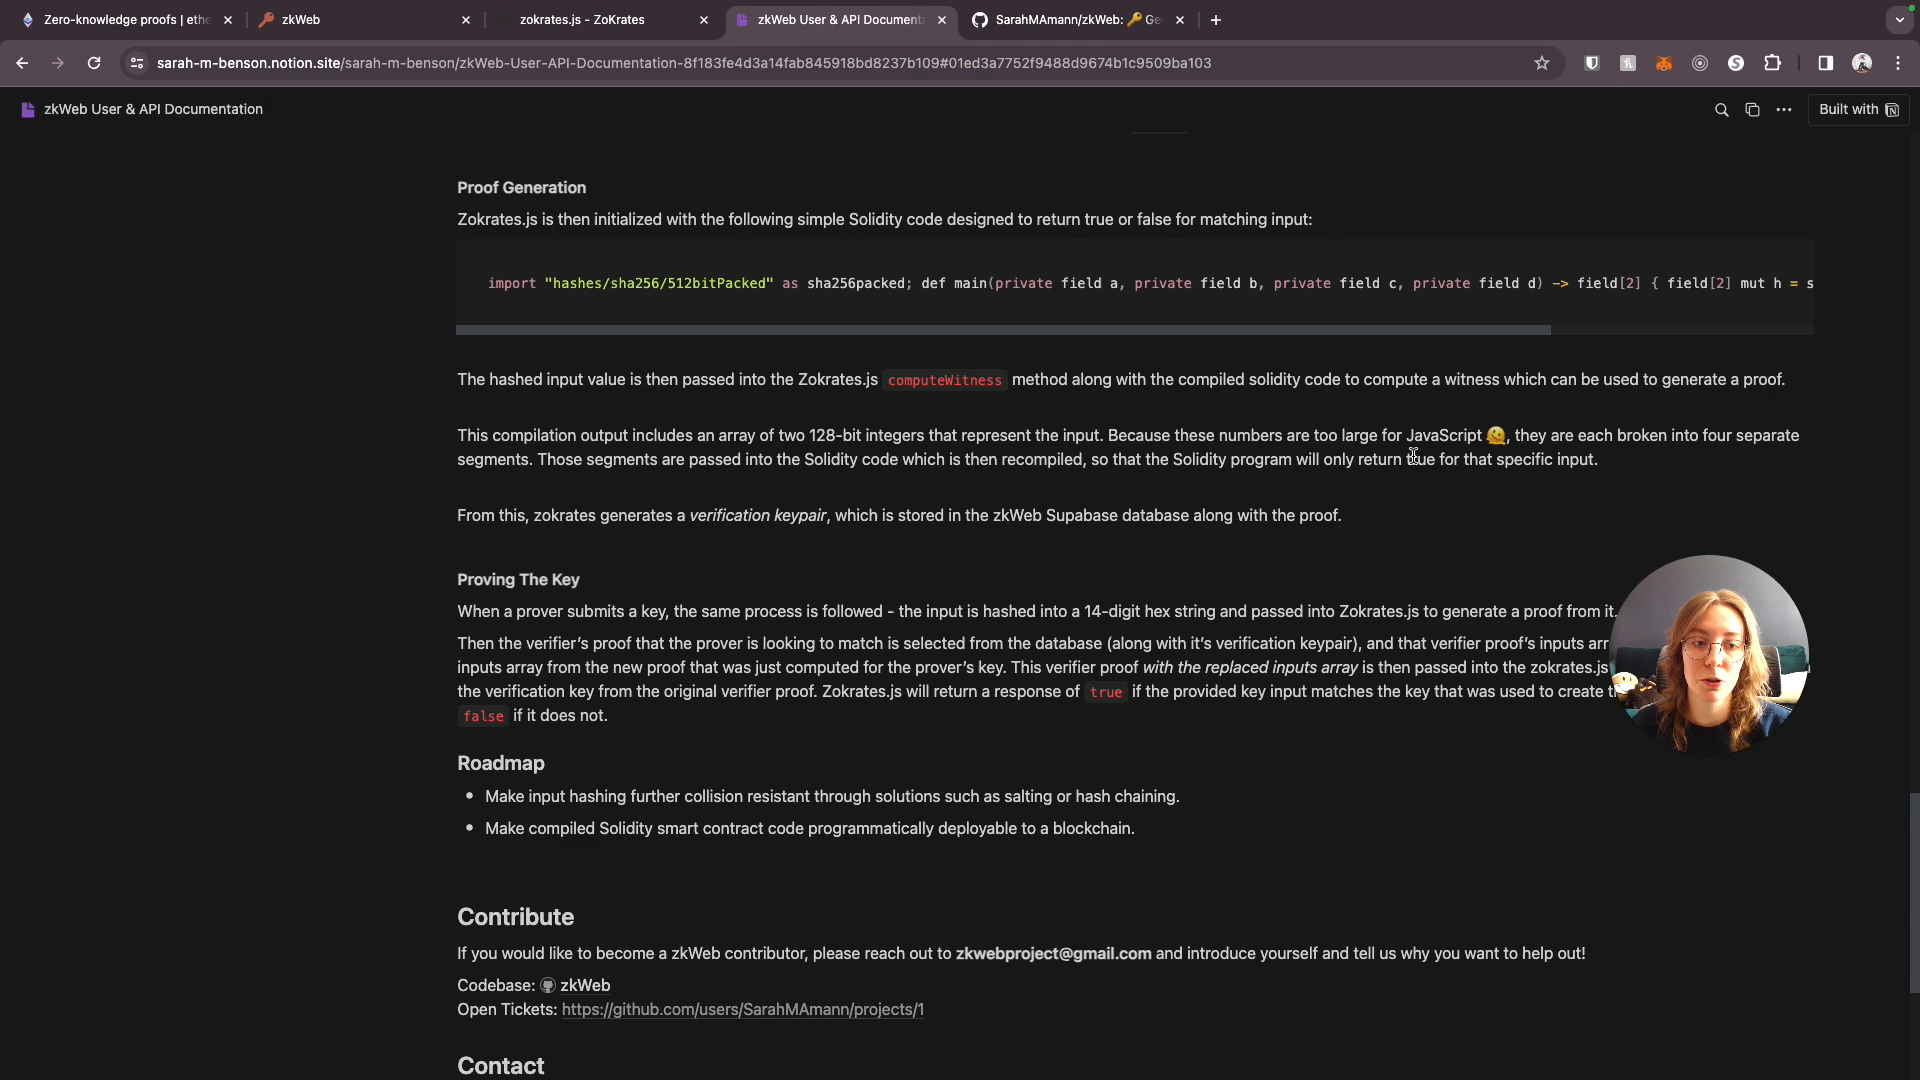 Zero-knowledge proofs | ethe
zkWeb
zokrates.js - ZoKrates
zkWeb User & API Documenta
SarahMAmann/zkWeb: 🔑 Ge
sarah-m-benson.notion.site/sarah-m-benson/zkWeb-User-API-Documentation-8f183fe4d3a14fab845918bd8237b109#01ed3a7752f9488d9674b1c9509ba103
zkWeb User & API Documentation
Built with
Proof Generation
Zokrates.js is then initialized with the following simple Solidity code designed to return true or false for matching input:
import "hashes/sha256/512bitPacked" as sha256packed; def main(private field a, private field b, private field c, private field d) -> field[2] { field[2] mut h = s
The hashed input value is then passed into the Zokrates.js computeWitness method along with the compiled solidity code to compute a witness which can be used to generate a proof.
This compilation output includes an array of two 128-bit integers that represent the input. Because these numbers are too large for JavaScript 🫠, they are each broken into four separate
segments. Those segments are passed into the Solidity code which is then recompiled, so that the Solidity program will only return true for that specific input.
From this, zokrates generates a verification keypair, which is stored in the zkWeb Supabase database along with the proof.
Proving The Key
When a prover submits a key, the same process is followed - the input is hashed into a 14-digit hex string and passed into Zokrates.js to generate a proof from it.
Then the verifier's proof that the prover is looking to match is selected from the database (along with it's verification keypair), and that verifier proof's inputs arr
inputs array from the new proof that was just computed for the prover's key. This verifier proof with the replaced inputs array is then passed into the zokrates.js
the verification key from the original verifier proof. Zokrates.js will return a response of true if the provided key input matches the key that was used to create t
false if it does not.
Roadmap
• Make input hashing further collision resistant through solutions such as salting or hash chaining.
• Make compiled Solidity smart contract code programmatically deployable to a blockchain.
Contribute
If you would like to become a zkWeb contributor, please reach out to zkwebproject@gmail.com and introduce yourself and tell us why you want to help out!
Codebase: zkWeb
Open Tickets: https://github.com/users/SarahMAmann/projects/1
Contact